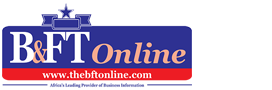 B&FT Online
www.thebftonline.com
Africa's Leading Provider of Business Information